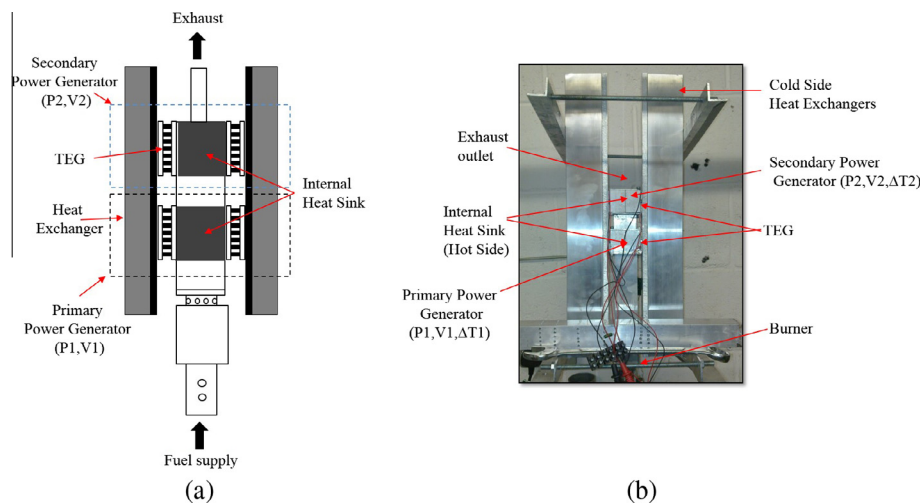 Exhaust
Secondary
Power Generator
(P2,V2)
TEG
Heat
Exchanger
Internal
Heat Sink
Primary
Power Generator
(P1,V1)
Fuel supply
(a)
Cold Side
Heat Exchangers
Exhaust
outlet
Secondary Power
Generator (P2,V2,ΔT2)
Internal
Heat Sink
(Hot Side)
TEG
Primary Power
Generator
(P1,V1,ΔT1)
Burner
(b)